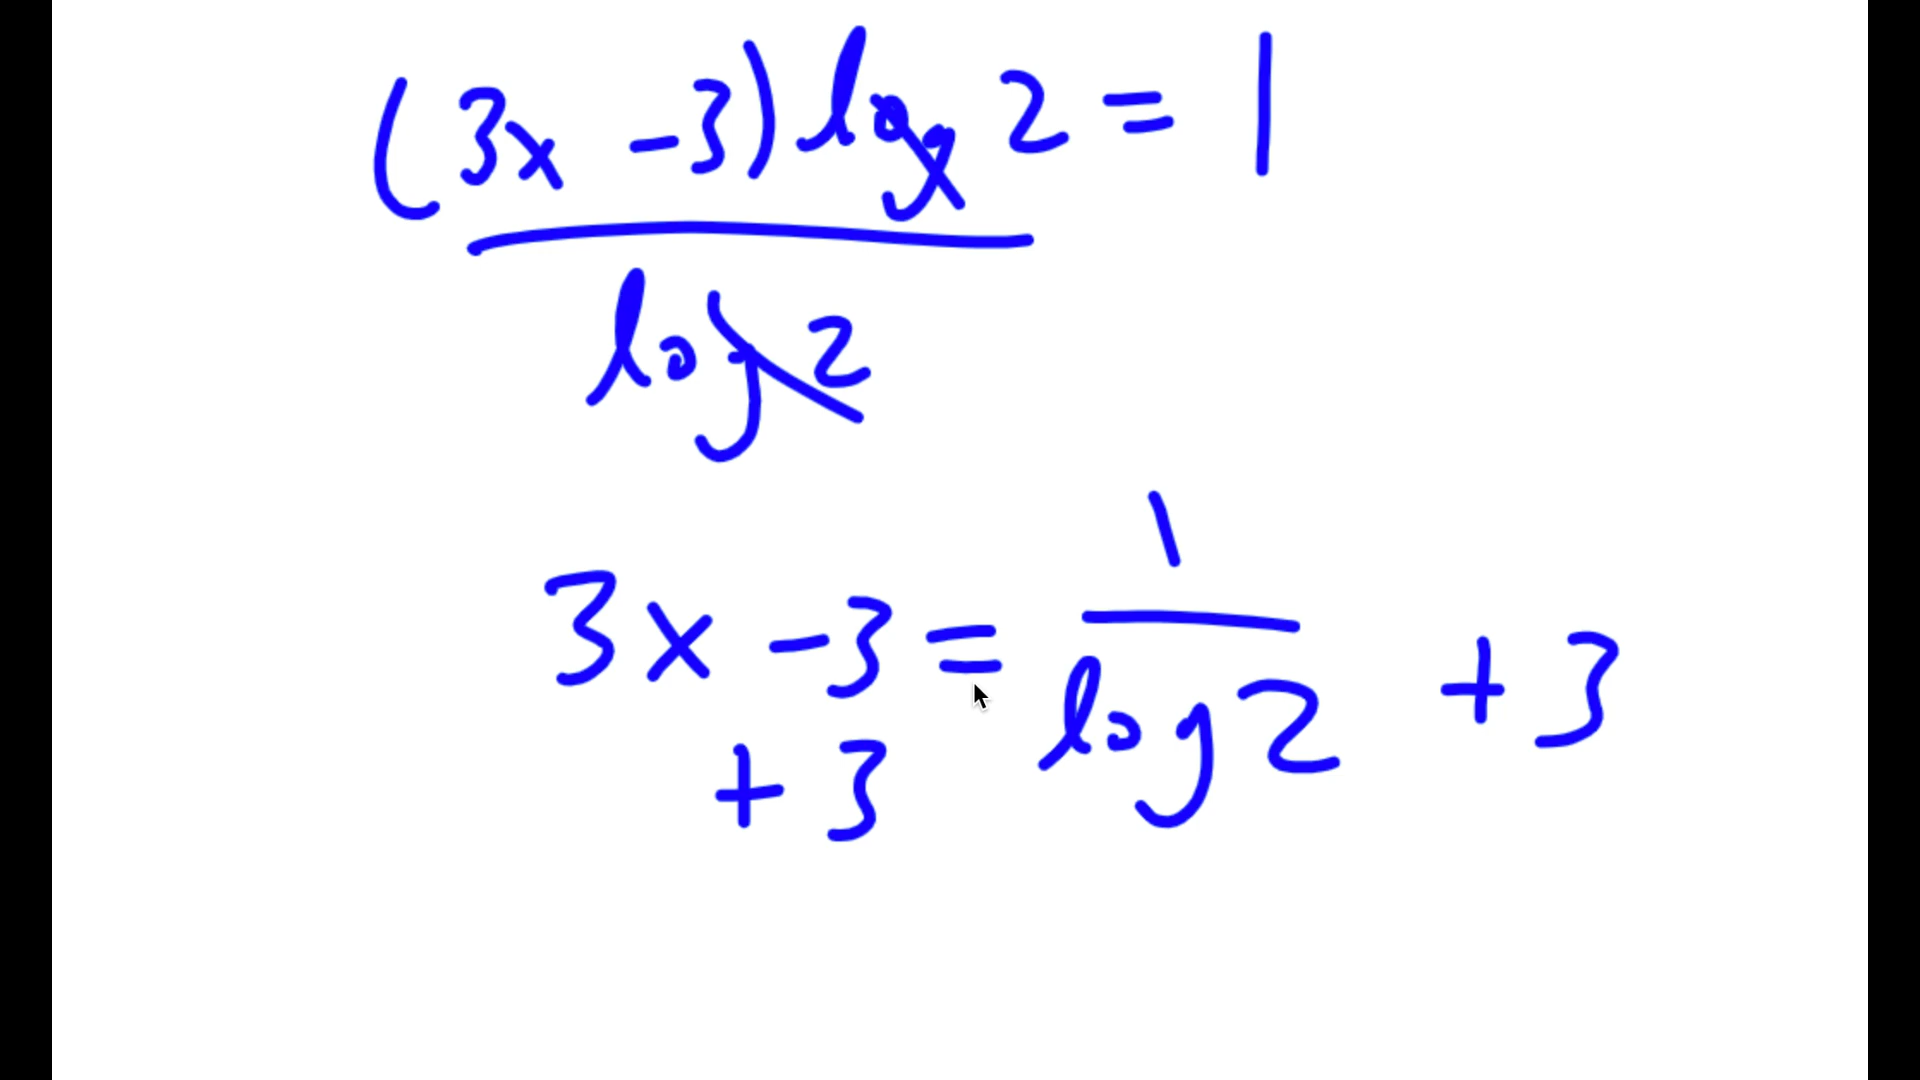 (3x - 3) log 2 = 1
log 2
3x - 3 = 1 / log 2 + 3
+ 3